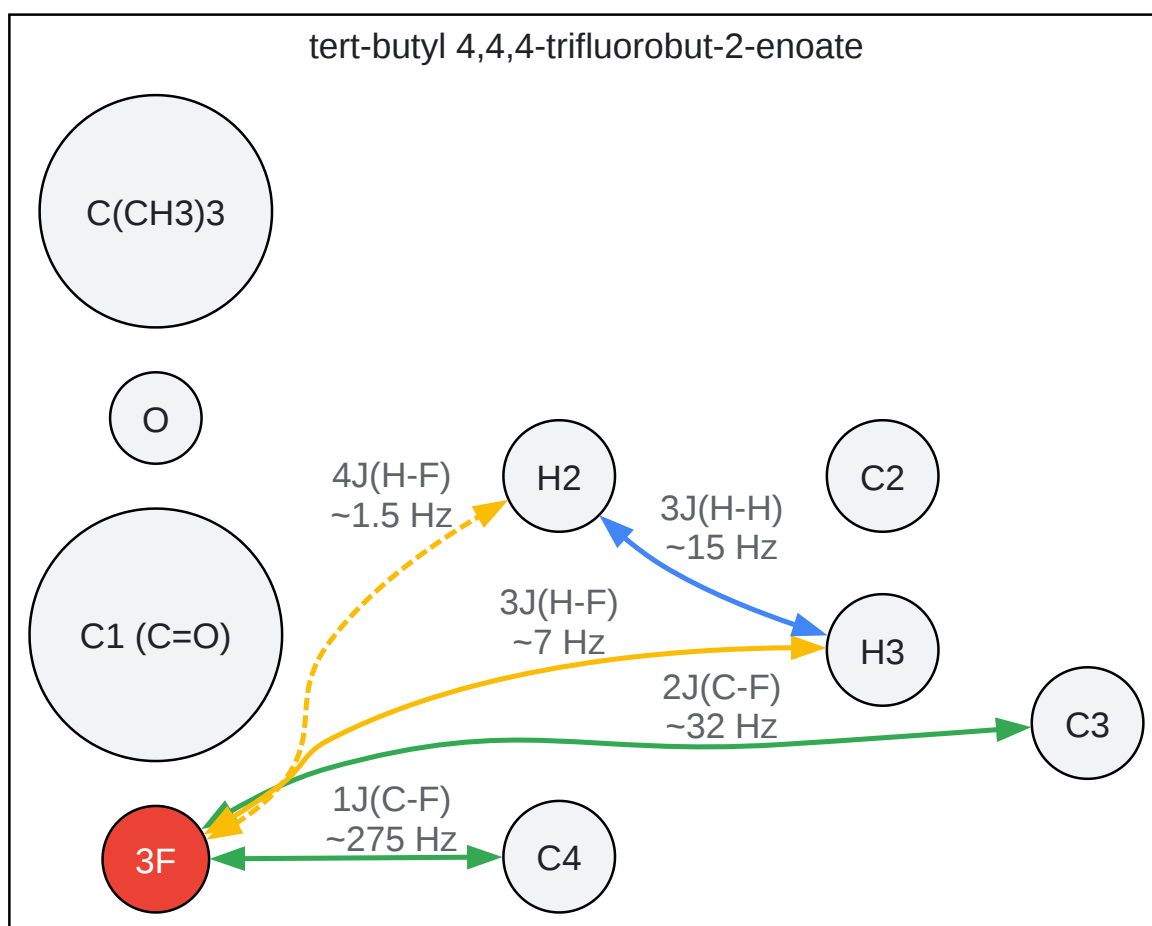 tert-butyl 4,4,4-trifluorobut-2-enoate
C(CH3)3
O
4J(H-F)
~1.5 Hz
H2
C2
3J(H-H)
~15 Hz
3J(H-F)
~7 Hz
C1 (C=O)
H3
2J(C-F)
~32 Hz
C3
1J(C-F)
~275 Hz
3F
C4